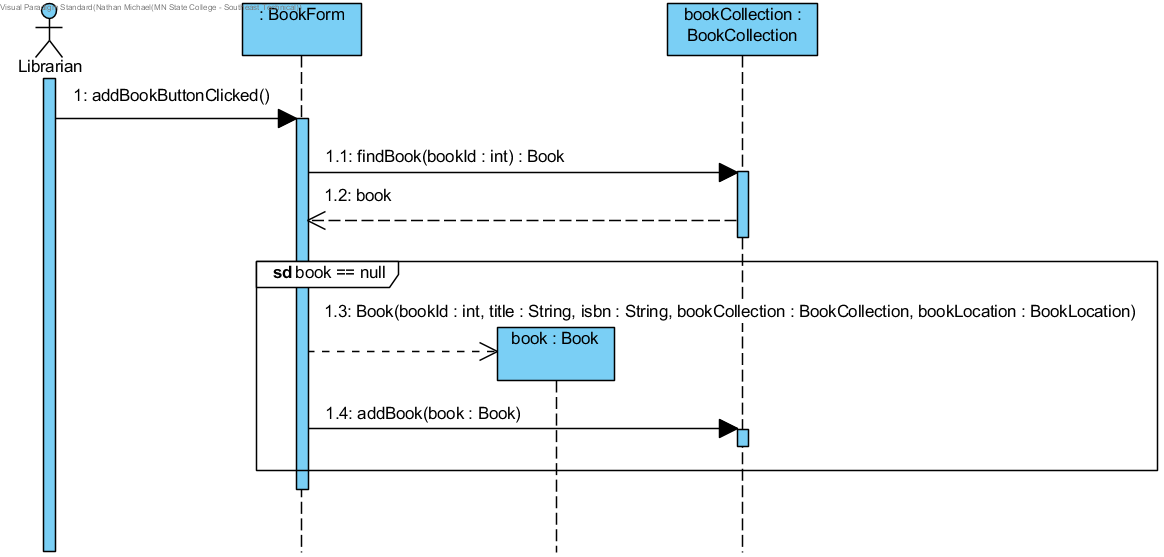 Visual Paradigm Standard(Nathan Michael(MN State College - Southeast Technical))
: BookForm
bookCollection :
BookCollection
Librarian
1: addBookButtonClicked()
1.1: findBook(bookId : int) : Book
1.2: book
sd book == null
1.3: Book(bookId : int, title : String, isbn : String, bookCollection : BookCollection, bookLocation : BookLocation)
book : Book
1.4: addBook(book : Book)